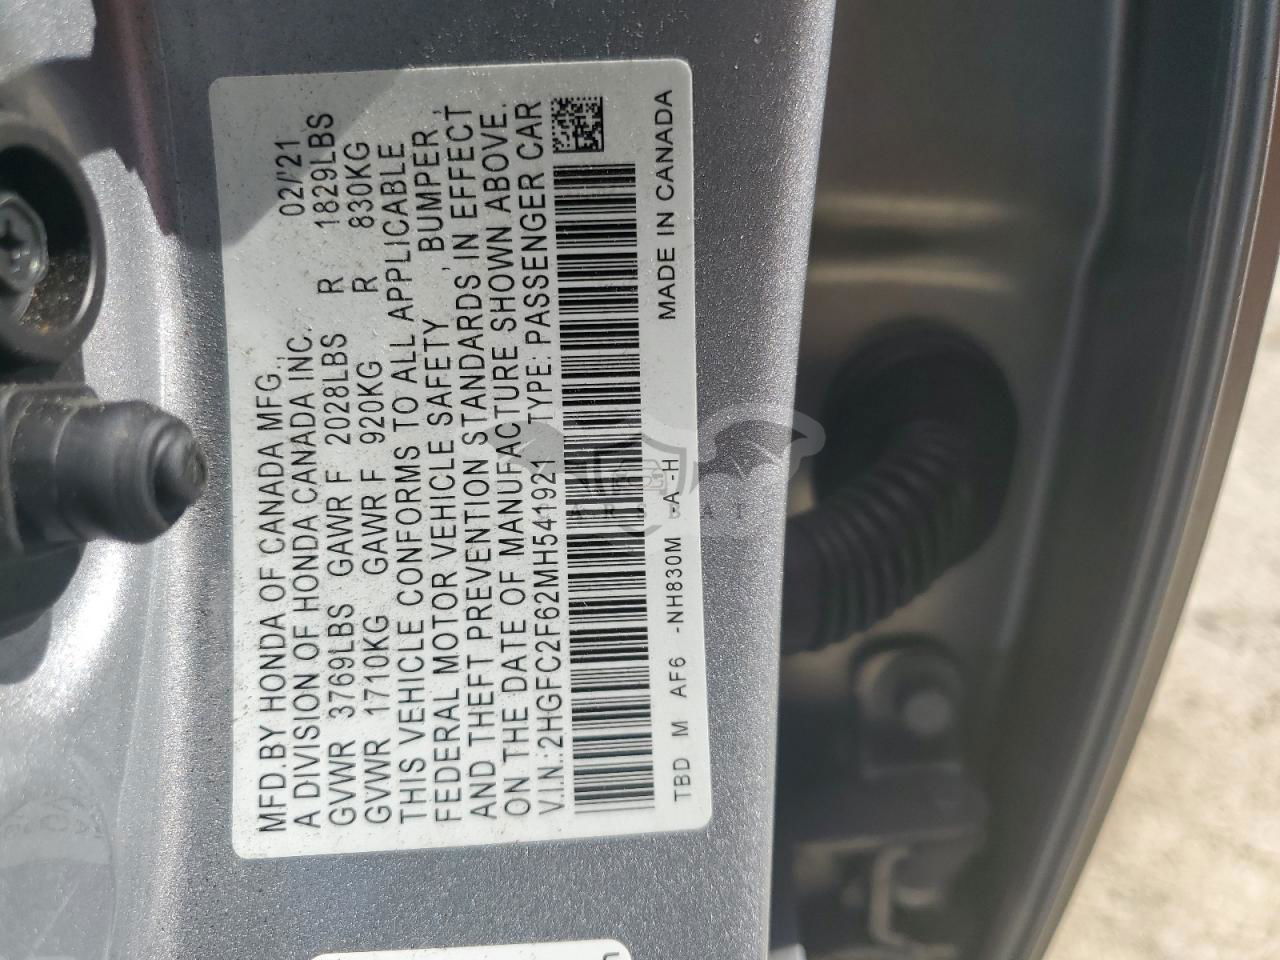 MFD.BY HONDA OF CANADA MFG., 02/'21
A DIVISION OF HONDA CANADA INC.
GVWR 3769LBS GAWR F 2028LBS R 1829LBS
GVWR 1710KG GAWR F 920KG R 830KG
THIS VEHICLE CONFORMS TO ALL APPLICABLE
FEDERAL MOTOR VEHICLE SAFETY , BUMPER ,
AND THEFT PREVENTION STANDARDS IN EFFECT
ON THE DATE OF MANUFACTURE SHOWN ABOVE.
V.I.N.:2HGFC2F62MH541924 TYPE: PASSENGER CAR
TBD M AF6 -NH830M -A -H MADE IN CANADA